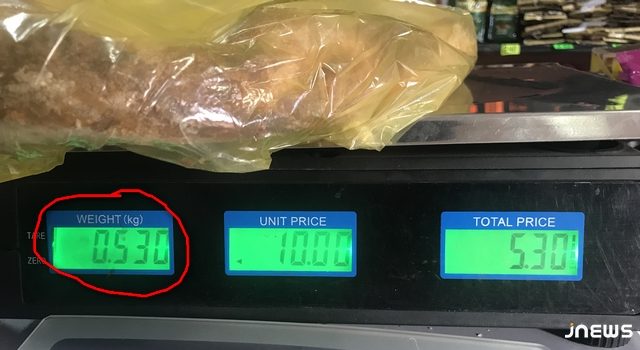 WEIGHT (kg) UNIT PRICE TOTAL PRICE
TARE
ZERO
0.530 10.00 5.30
JNEWS